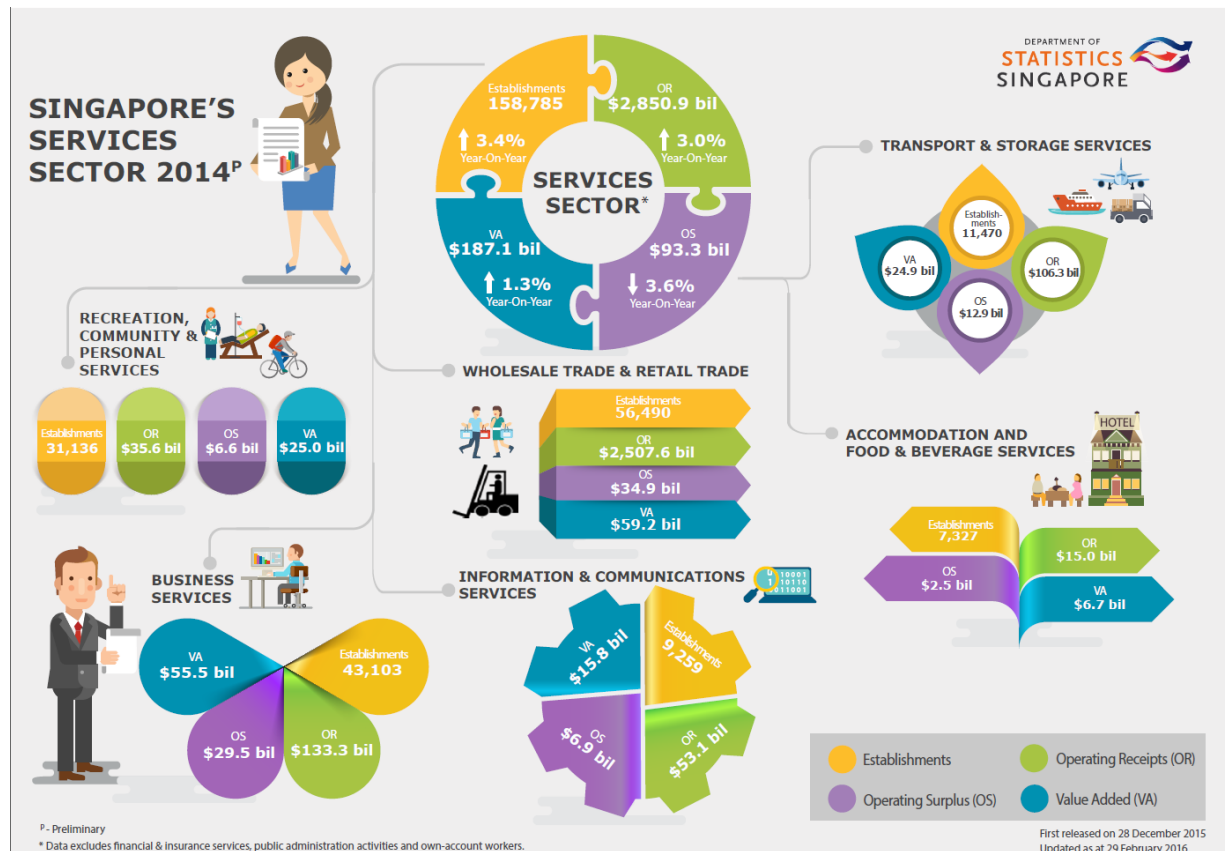 SINGAPORE'S
SERVICES
SECTOR 2014P
DEPARTMENT OF
STATISTICS
SINGAPORE
Establishments
158,785
3.4%
Year-On-Year
OR
$2,850.9 bil
3.0%
Year-On-Year
SERVICES
SECTOR*
VA
$187.1 bil
1.3%
Year-On-Year
OS
$93.3 bil
3.6%
Year-On-Year
TRANSPORT & STORAGE SERVICES
Establish-
ments
11,470
VA
$24.9 bil
OR
$106.3 bil
OS
$12.9 bil
RECREATION,
COMMUNITY &
PERSONAL
SERVICES
Establishments
31,136
OR
$35.6 bil
OS
$6.6 bil
VA
$25.0 bil
WHOLESALE TRADE & RETAIL TRADE
Establishments
56,490
OR
$2,507.6 bil
OS
$34.9 bil
VA
$59.2 bil
ACCOMMODATION AND
FOOD & BEVERAGE SERVICES
HOTEL
Establishments
7,327
OR
$15.0 bil
OS
$2.5 bil
VA
$6.7 bil
BUSINESS
SERVICES
VA
$55.5 bil
Establishments
43,103
OS
$29.5 bil
OR
$133.3 bil
INFORMATION & COMMUNICATIONS
SERVICES
VA
$15.8 bil
Establishments
9,259
OS
$6.9 bil
OR
$53.1 bil
Establishments
Operating Receipts (OR)
Operating Surplus (OS)
Value Added (VA)
P - Preliminary
* Data excludes financial & insurance services, public administration activities and own-account workers.
First released on 28 December 2015
Updated as at 29 February 2016